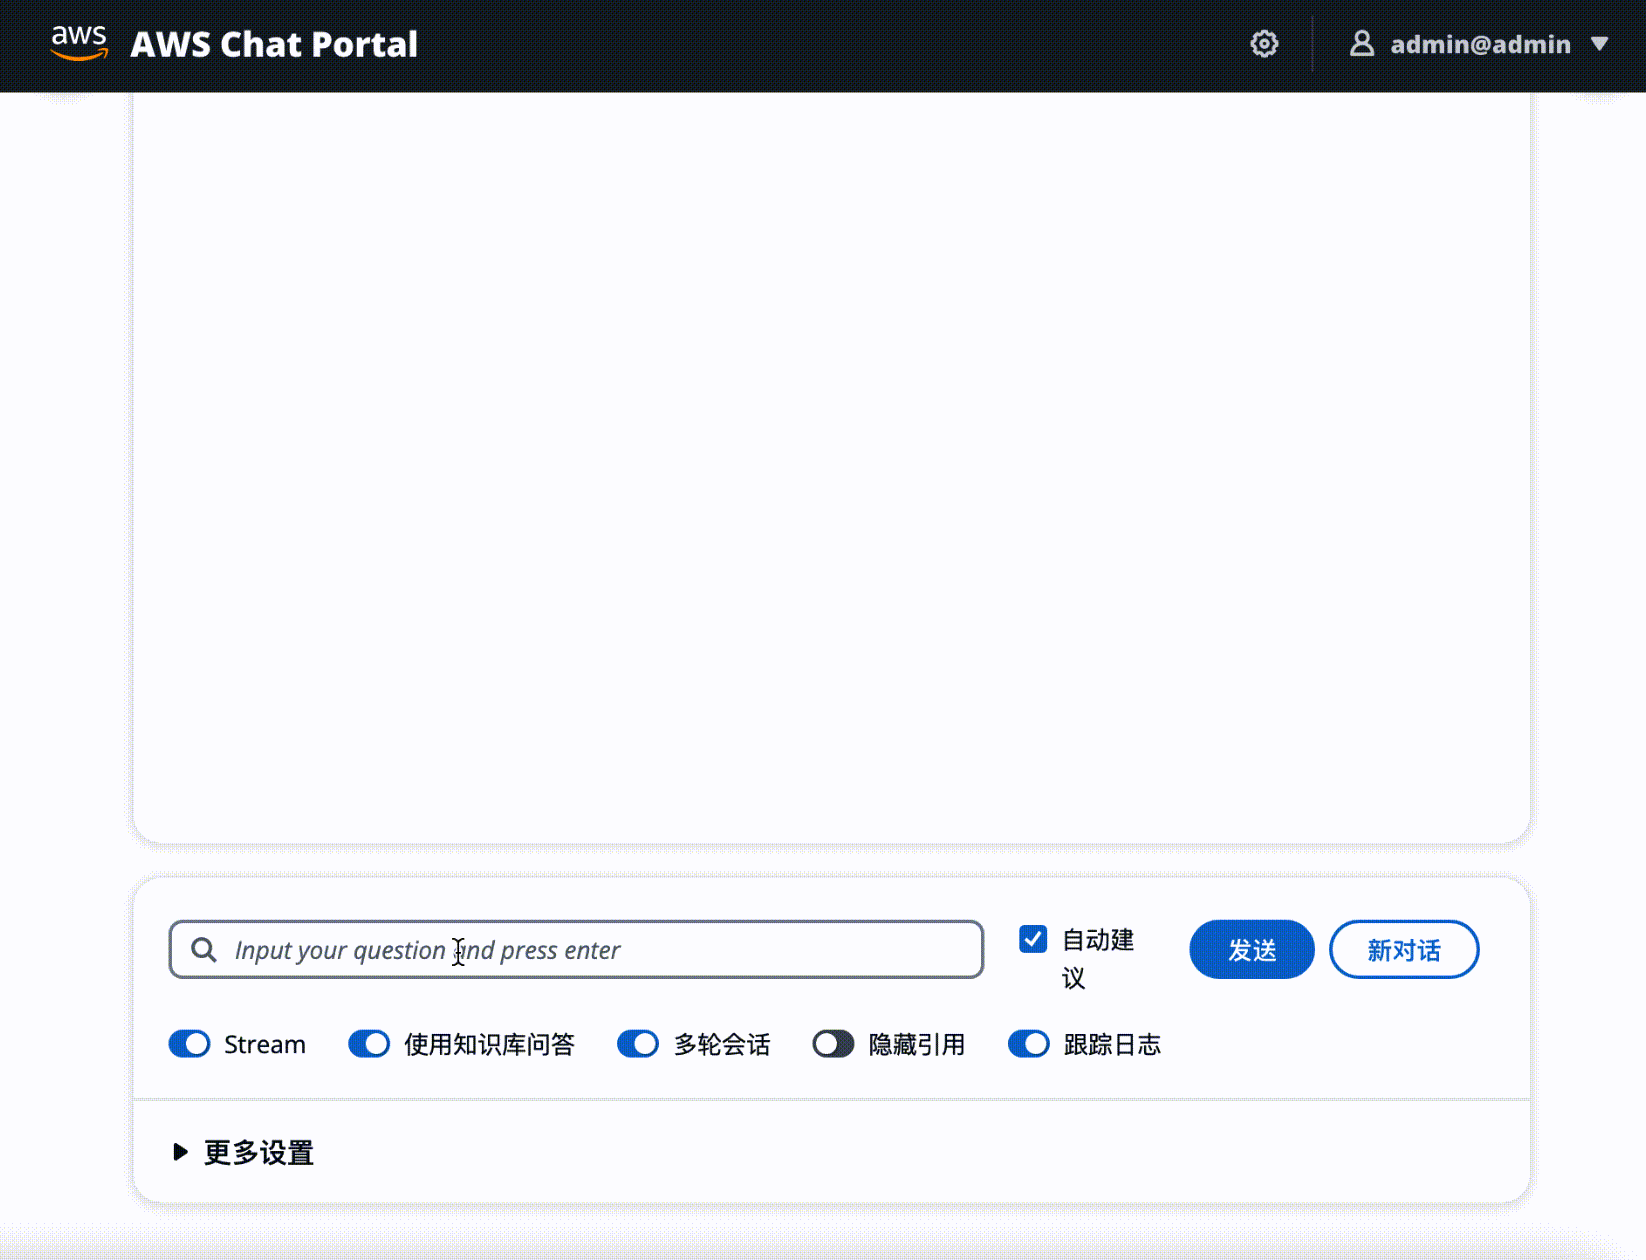 aws
AWS Chat Portal
admin@admin
Input your question and press enter
自动建
议
发送
新对话
Stream
使用知识库问答
多轮会话
隐藏引用
跟踪日志
更多设置